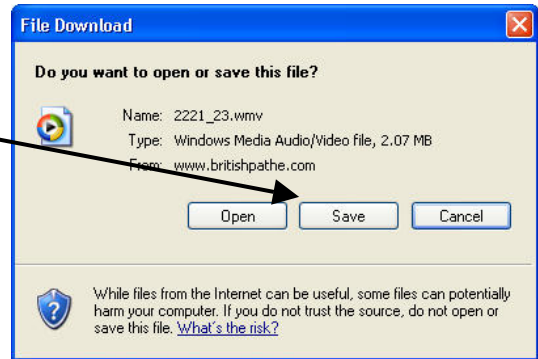 File Download
Do you want to open or save this file?
Name: 2221_23.wmv
Type: Windows Media Audio/Video file, 2.07 MB
From: www.britishpathe.com
Open Save Cancel
While files from the Internet can be useful, some files can potentially
harm your computer. If you do not trust the source, do not open or
save this file. What's the risk?